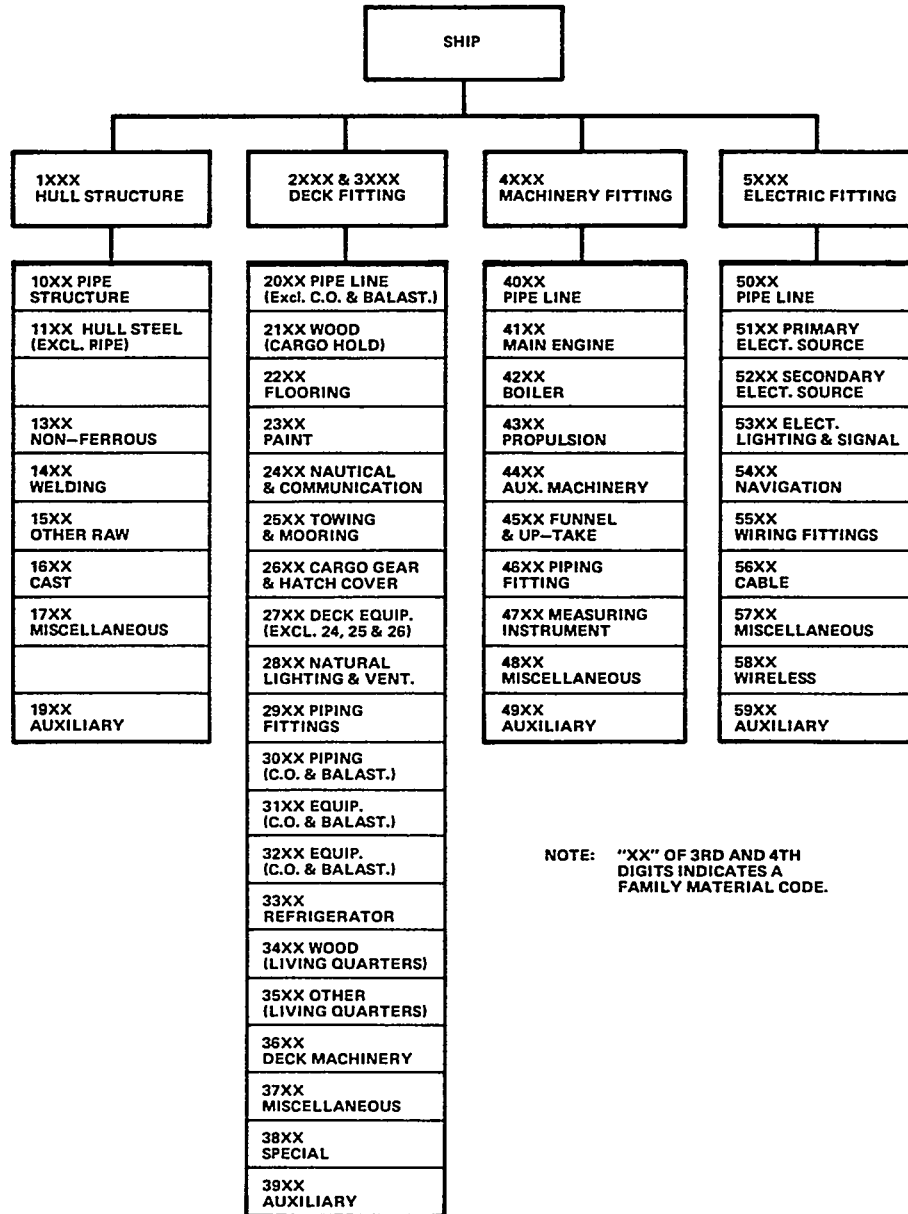 SHIP
1XXX
HULL STRUCTURE
2XXX & 3XXX
DECK FITTING
4XXX
MACHINERY FITTING
5XXX
ELECTRIC FITTING
10XX PIPE
STRUCTURE
11XX HULL STEEL
(EXCL. PIPE)
13XX
NON–FERROUS
14XX
WELDING
15XX
OTHER RAW
16XX
CAST
17XX
MISCELLANEOUS
19XX
AUXILIARY
20XX PIPE LINE
(Excl. C.O. & BALAST.)
21XX WOOD
(CARGO HOLD)
22XX
FLOORING
23XX
PAINT
24XX NAUTICAL
& COMMUNICATION
25XX TOWING
& MOORING
26XX CARGO GEAR
& HATCH COVER
27XX DECK EQUIP.
(EXCL. 24, 25 & 26)
28XX NATURAL
LIGHTING & VENT.
29XX PIPING
FITTINGS
30XX PIPING
(C.O. & BALAST.)
31XX EQUIP.
(C.O. & BALAST.)
32XX EQUIP.
(C.O. & BALAST.)
33XX
REFRIGERATOR
34XX WOOD
(LIVING QUARTERS)
35XX OTHER
(LIVING QUARTERS)
36XX
DECK MACHINERY
37XX
MISCELLANEOUS
38XX
SPECIAL
39XX
AUXILIARY
40XX
PIPE LINE
41XX
MAIN ENGINE
42XX
BOILER
43XX
PROPULSION
44XX
AUX. MACHINERY
45XX FUNNEL
& UP–TAKE
46XX PIPING
FITTING
47XX MEASURING
INSTRUMENT
48XX
MISCELLANEOUS
49XX
AUXILIARY
50XX
PIPE LINE
51XX PRIMARY
ELECT. SOURCE
52XX SECONDARY
ELECT. SOURCE
53XX ELECT.
LIGHTING & SIGNAL
54XX
NAVIGATION
55XX
WIRING FITTINGS
56XX
CABLE
57XX
MISCELLANEOUS
58XX
WIRELESS
59XX
AUXILIARY
NOTE: "XX" OF 3RD AND 4TH
DIGITS INDICATES A
FAMILY MATERIAL CODE.